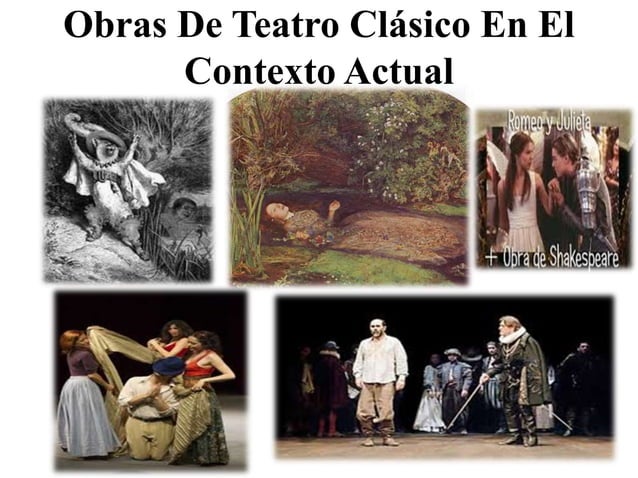 Obras De Teatro Clásico En El
Contexto Actual
Romeo y Julieta
+ Obra de Shakespeare